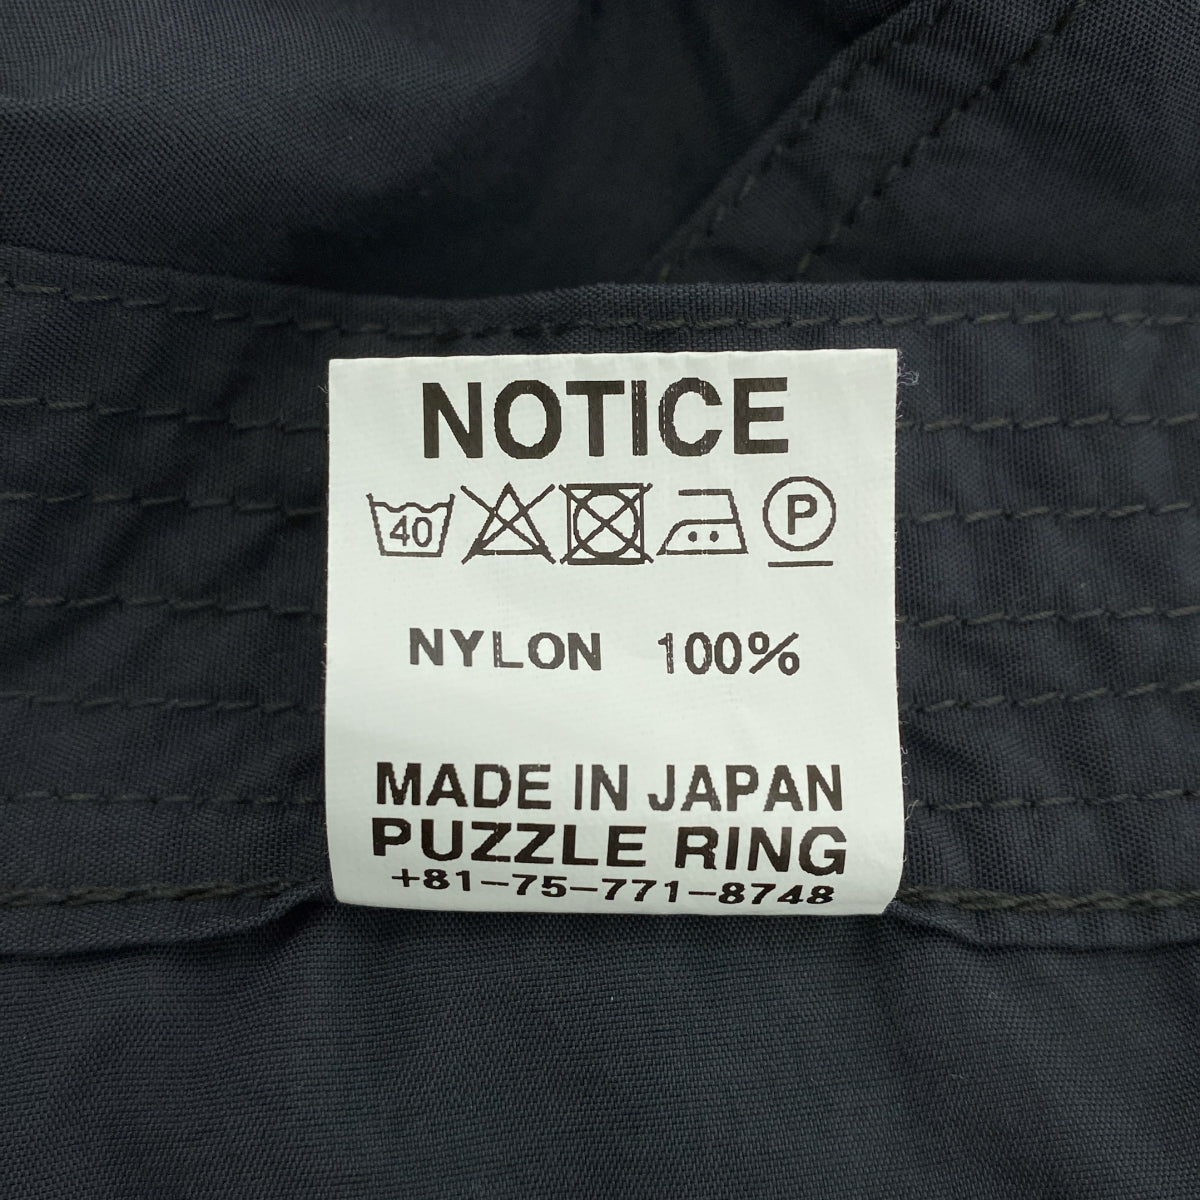 NOTICE
40 P
NYLON 100%
MADE IN JAPAN
PUZZLE RING
+81-75-771-8748